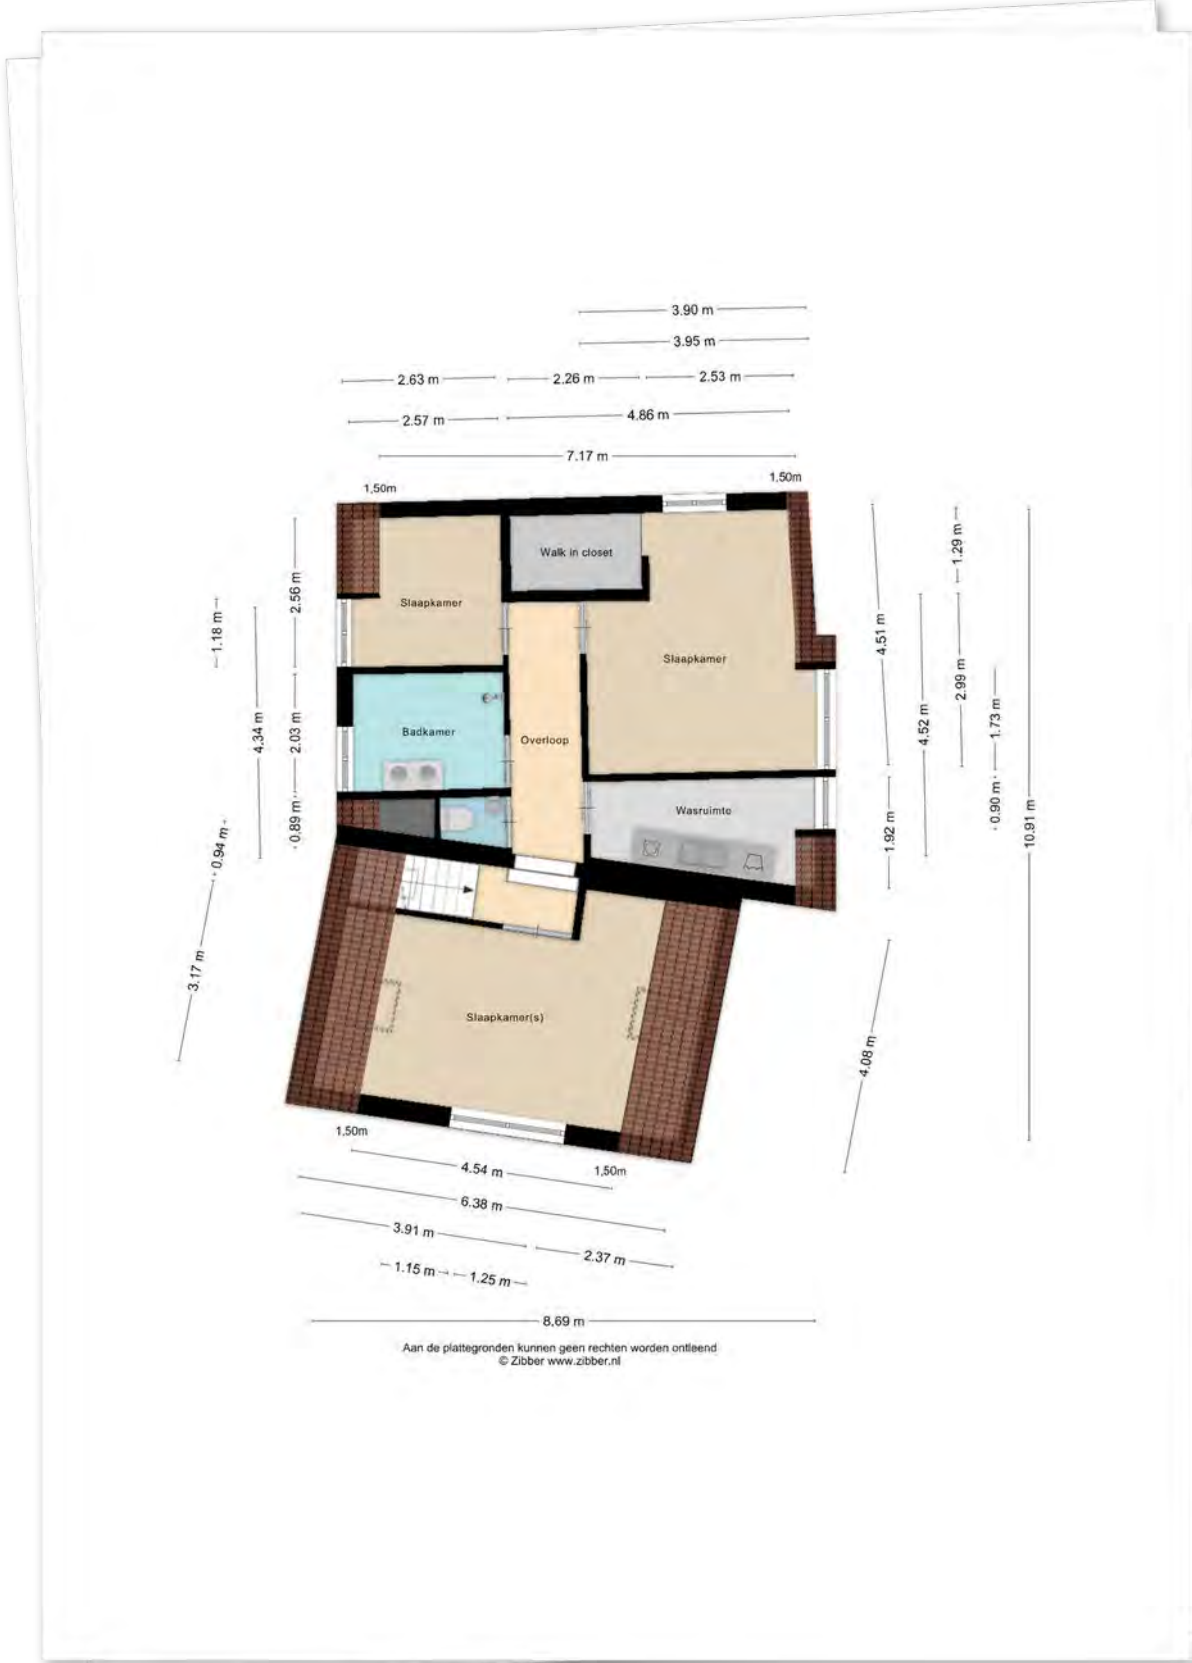 3.90 m
3.95 m
2.63 m
2.26 m
2.53 m
2.57 m
4.86 m
7.17 m
1,50m
1,50m
Walk in closet
Slaapkamer
Slaapkamer
Badkamer
Overloop
Wasruimte
Slaapkamer(s)
1.18 m
4.34 m
2.56 m
2.03 m
0.89 m
0.94 m
3.17 m
4.51 m
1.92 m
4.52 m
1.29 m
2.99 m
1.73 m
0.90 m
10.91 m
4.08 m
1,50m
1,50m
4.54 m
6.38 m
3.91 m
2.37 m
1.15 m
1.25 m
8.69 m
Aan de plattegronden kunnen geen rechten worden ontleend
© Zibber www.zibber.nl